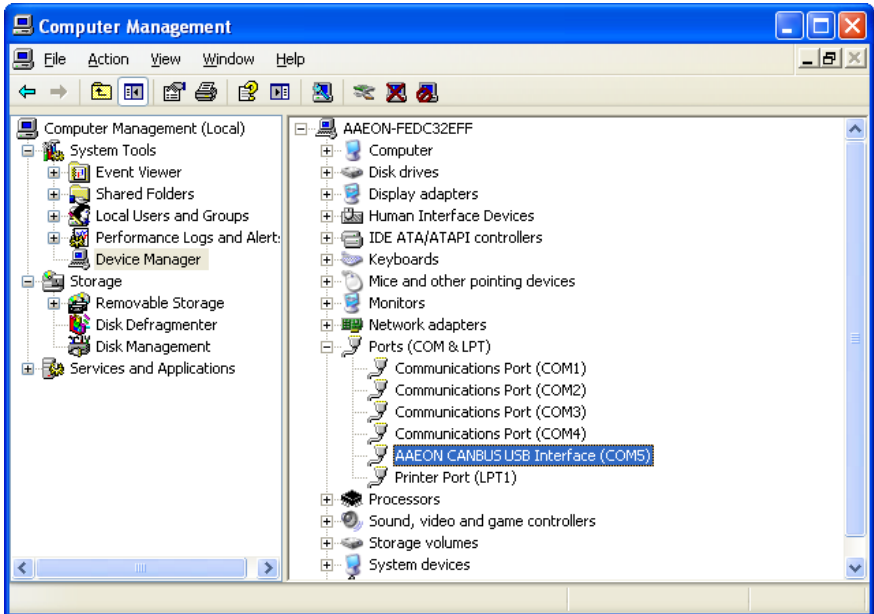 Computer Management
File Action View Window Help
Computer Management (Local)
System Tools
Event Viewer
Shared Folders
Local Users and Groups
Performance Logs and Alert:
Device Manager
Storage
Removable Storage
Disk Defragmenter
Disk Management
Services and Applications
AAEON-FEDC32EFF
Computer
Disk drives
Display adapters
Human Interface Devices
IDE ATA/ATAPI controllers
Keyboards
Mice and other pointing devices
Monitors
Network adapters
Ports (COM & LPT)
Communications Port (COM1)
Communications Port (COM2)
Communications Port (COM3)
Communications Port (COM4)
AAEON CANBUS USB Interface (COM5)
Printer Port (LPT1)
Processors
Sound, video and game controllers
Storage volumes
System devices